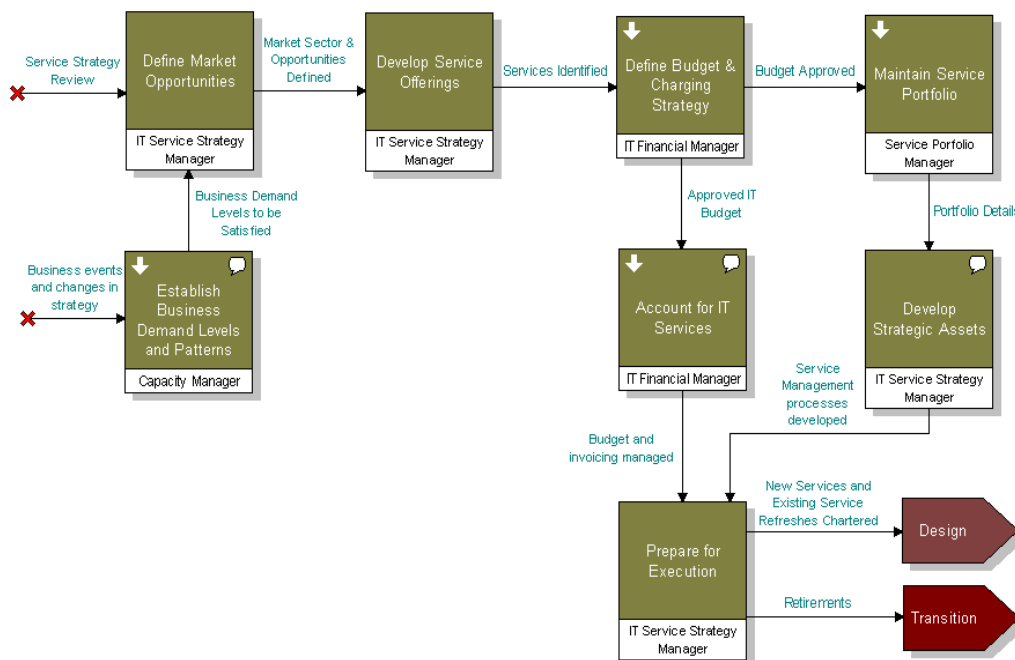 Service Strategy
Review
Define Market
Opportunities
IT Service Strategy
Manager
Market Sector &
Opportunities
Defined
Develop Service
Offerings
IT Service Strategy
Manager
Services Identified
Define Budget &
Charging
Strategy
IT Financial Manager
Budget Approved
Maintain Service
Portfolio
Service Porfolio
Manager
Business Demand
Levels to be
Satisfied
Approved IT
Budget
Portfolio Details
Business events
and changes in
strategy
Establish
Business
Demand Levels
and Patterns
Capacity Manager
Account for IT
Services
IT Financial Manager
Develop
Strategic Assets
IT Service Strategy
Manager
Service
Management
processes
developed
Budget and
invoicing managed
Prepare for
Execution
IT Service Strategy
Manager
New Services and
Existing Service
Refreshes Chartered
Design
Retirements
Transition